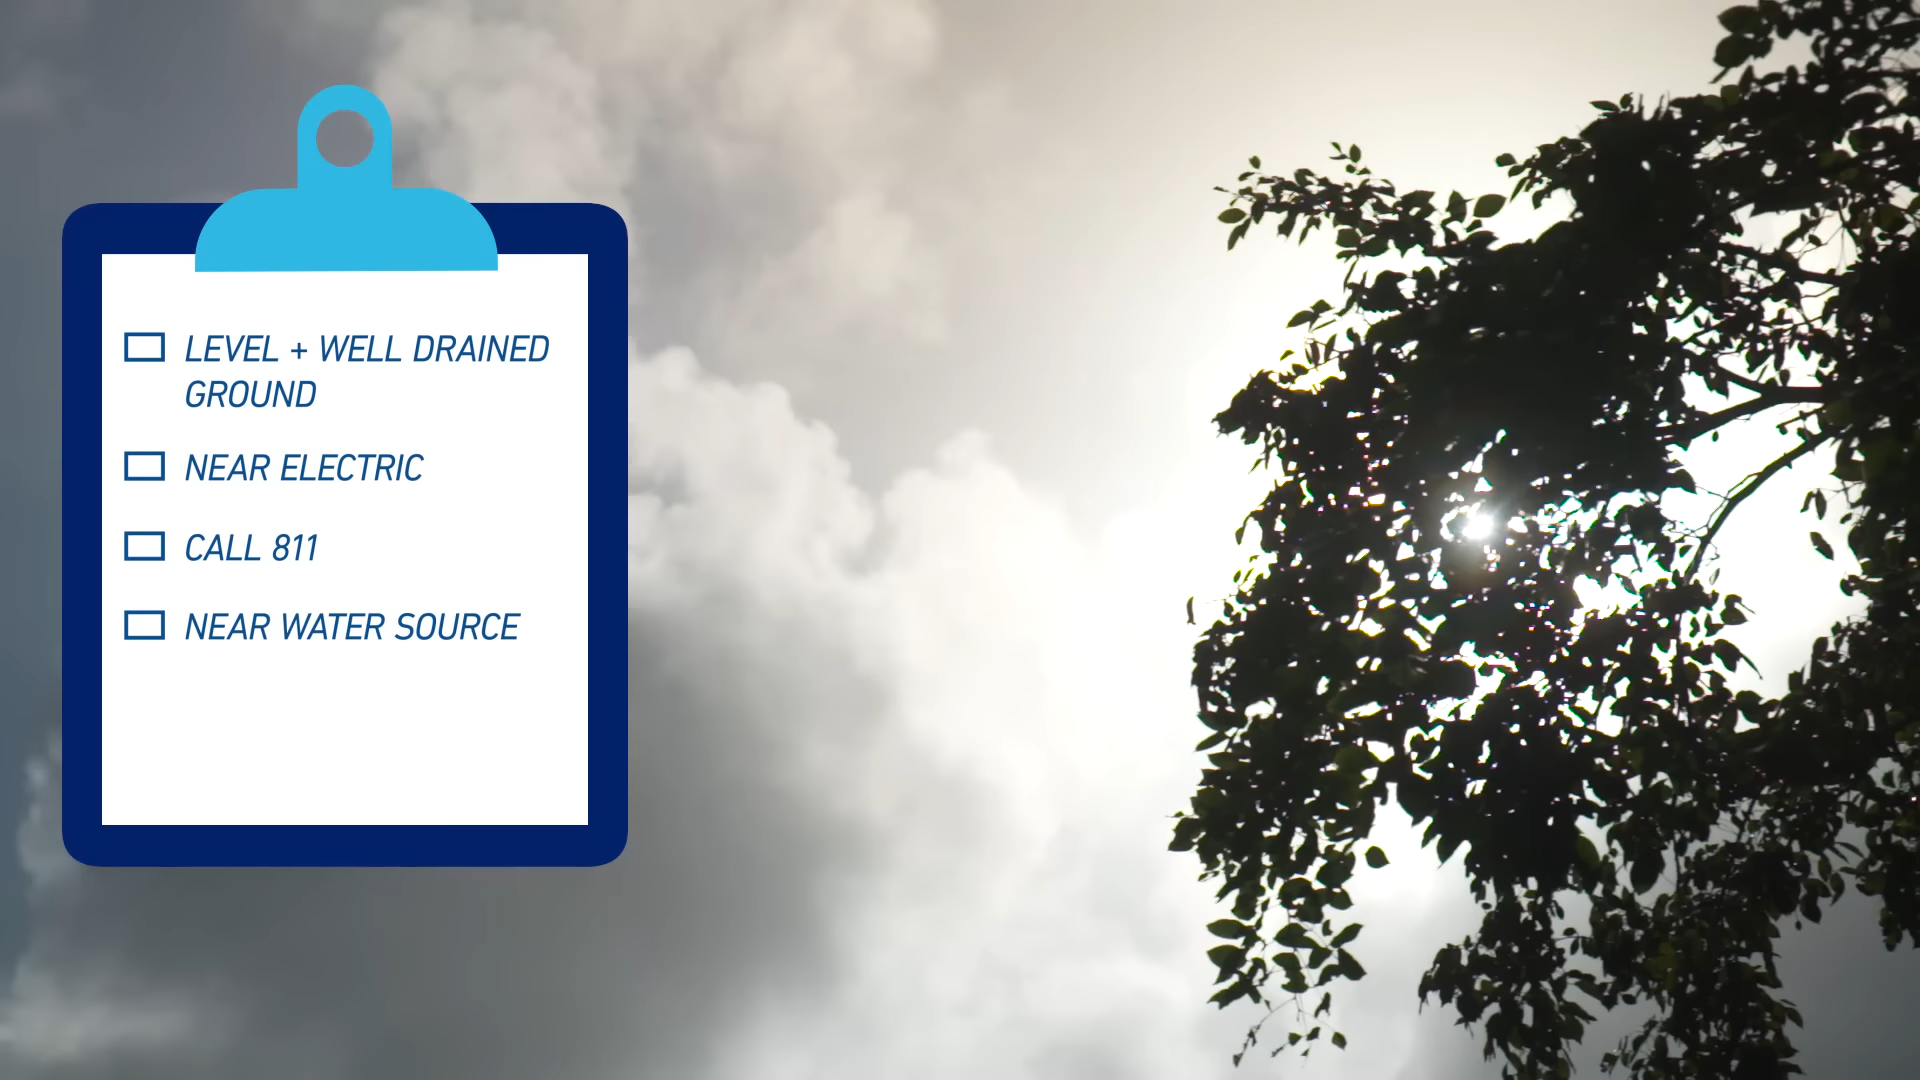 LEVEL + WELL DRAINED
GROUND
NEAR ELECTRIC
CALL 811
NEAR WATER SOURCE